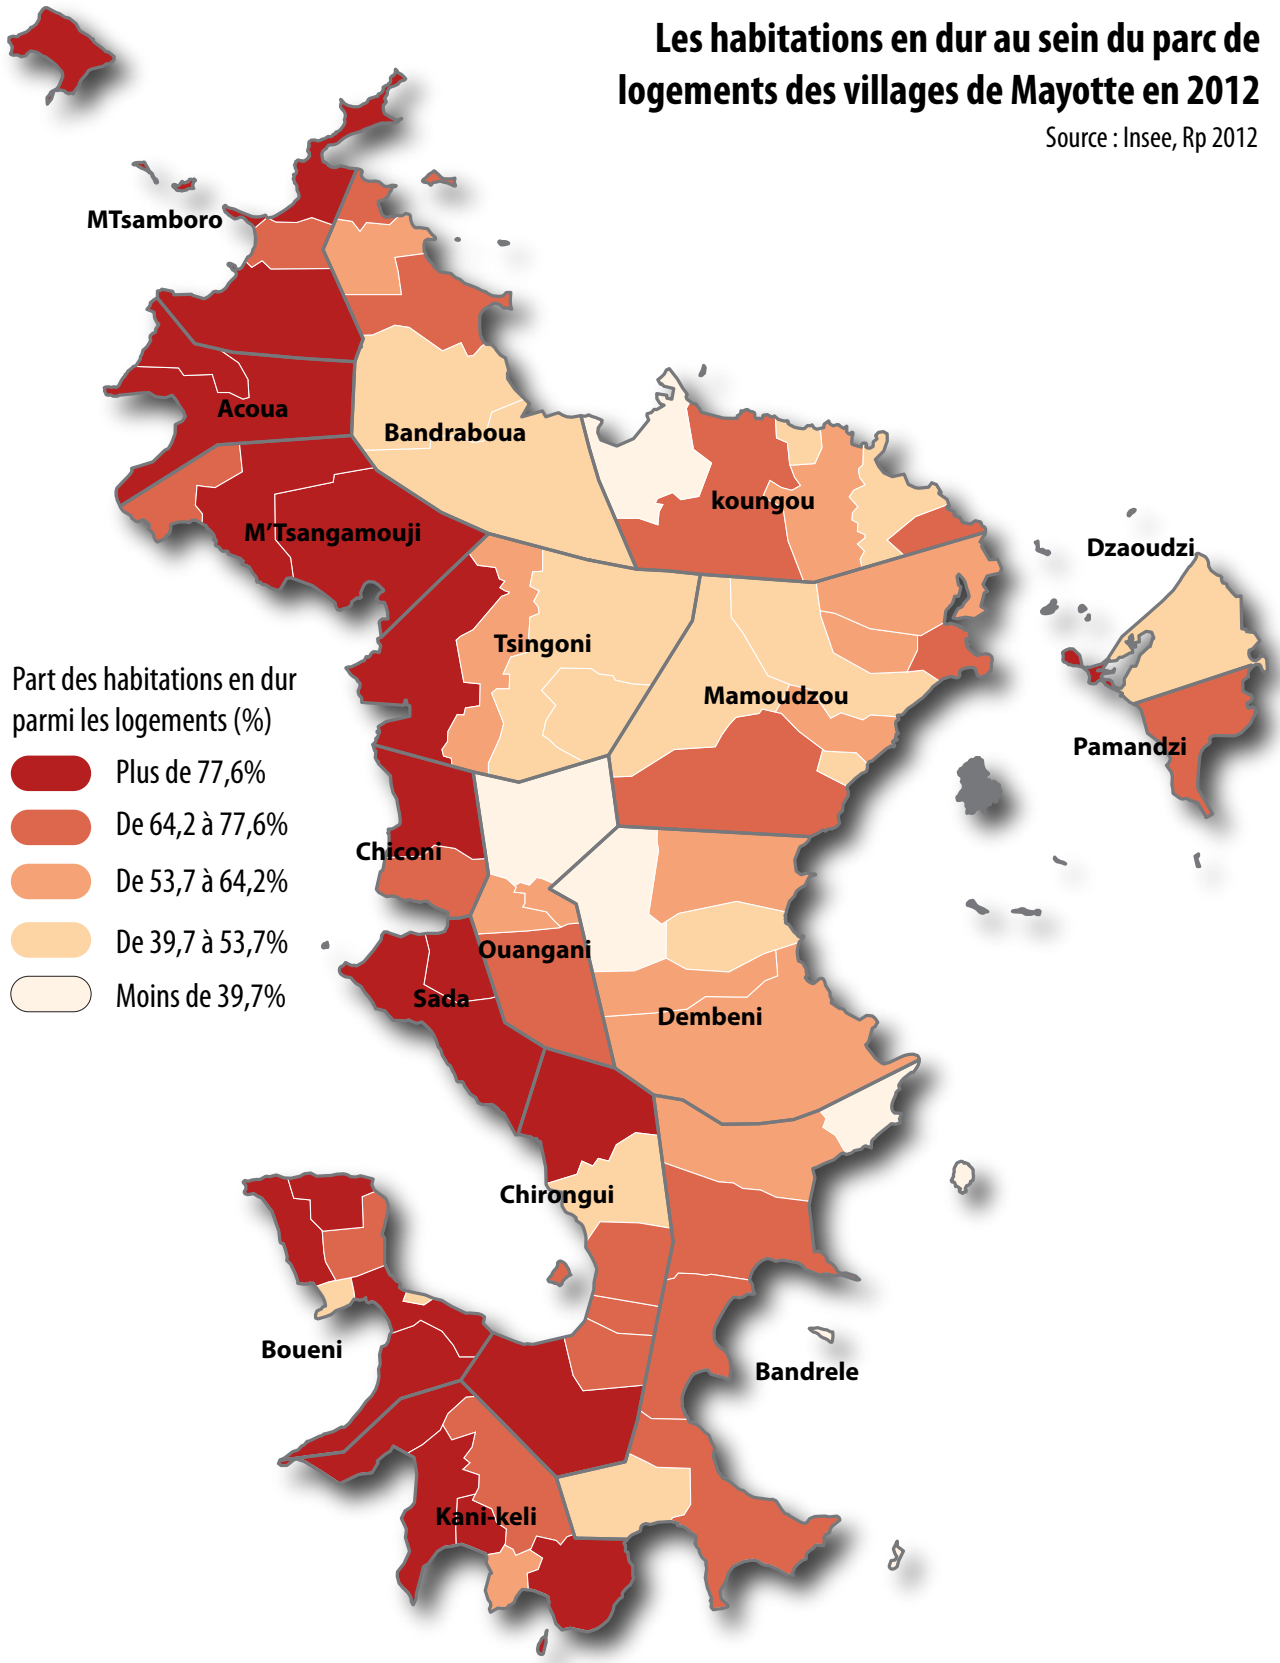 Les habitations en dur au sein du parc de
logements des villages de Mayotte en 2012
Source : Insee, Rp 2012
MTsamboro
Acoua
Bandraboua
koungou
M'Tsangamouji
Dzaoudzi
Tsingoni
Mamoudzou
Pamandzi
Part des habitations en dur
parmi les logements (%)
Plus de 77,6%
De 64,2 à 77,6%
De 53,7 à 64,2%
De 39,7 à 53,7%
Moins de 39,7%
Chiconi
Ouangani
Sada
Dembeni
Chirongui
Boueni
Bandrele
Kani-keli